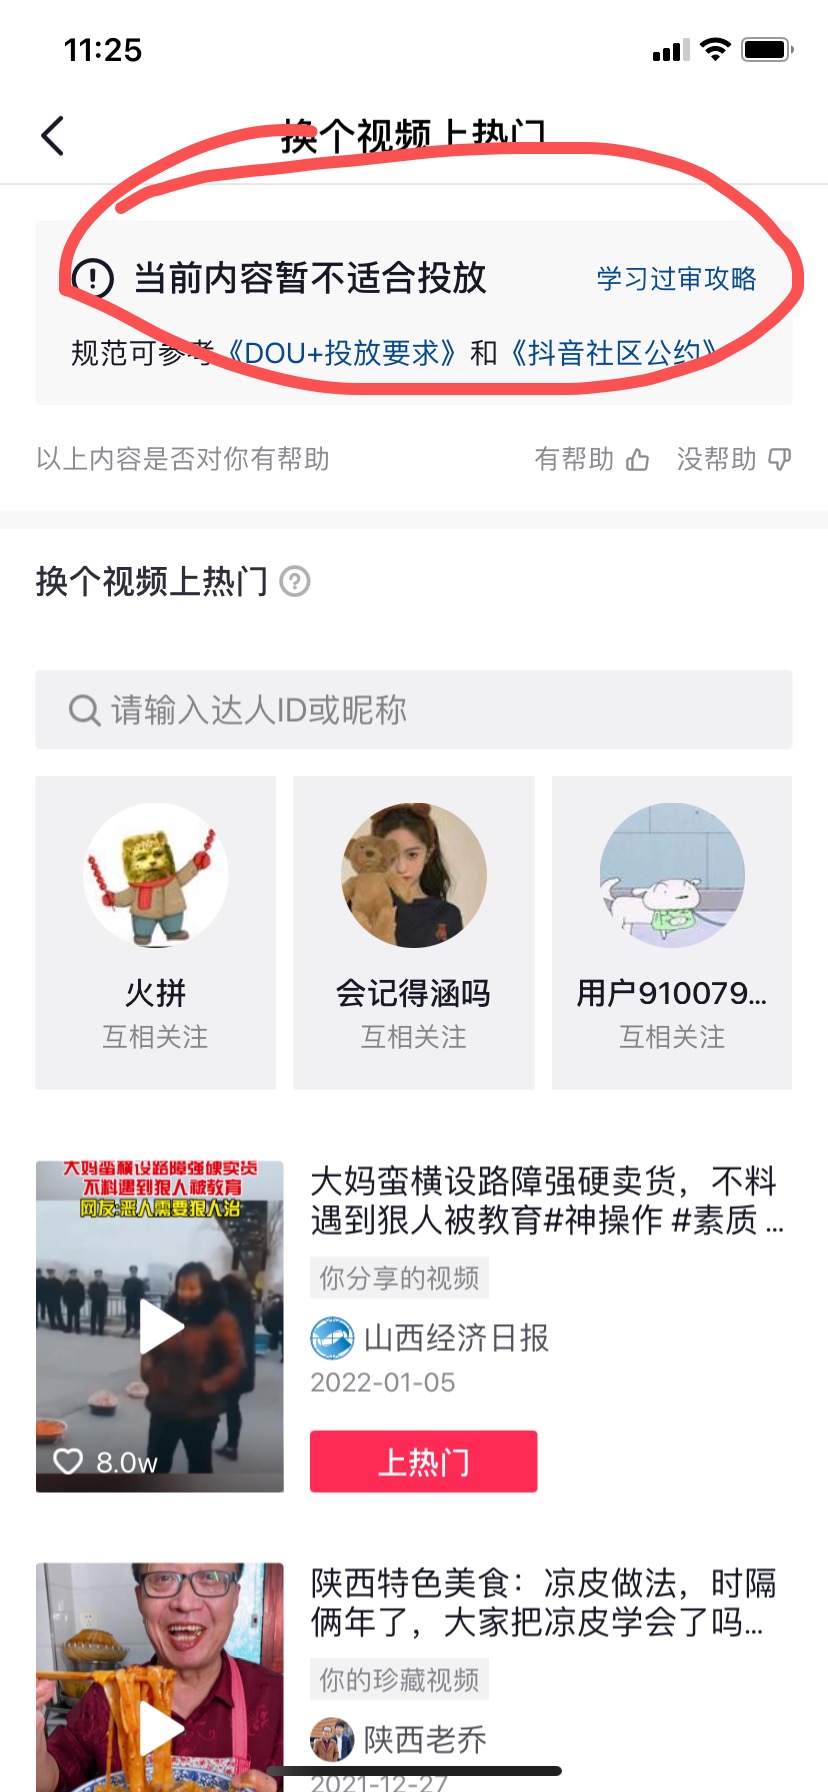 11:25
换个视频上热门
当前内容暂不适合投放
学习过审攻略
规范可参考《DOU+投放要求》和《抖音社区公约》
以上内容是否对你有帮助
有帮助
没帮助
换个视频上热门
请输入达人ID或昵称
火拼
互相关注
会记得涵吗
互相关注
用户910079...
互相关注
大妈蛮横设路障强硬卖货
不料遇到狠人被教育
网友:恶人需要狠人治
8.0w
大妈蛮横设路障强硬卖货，不料
遇到狠人被教育#神操作 #素质 ...
你分享的视频
山西经济日报
2022-01-05
上热门
陕西特色美食：凉皮做法，时隔
俩年了，大家把凉皮学会了吗...
你的珍藏视频
陕西老乔
2021-12-27